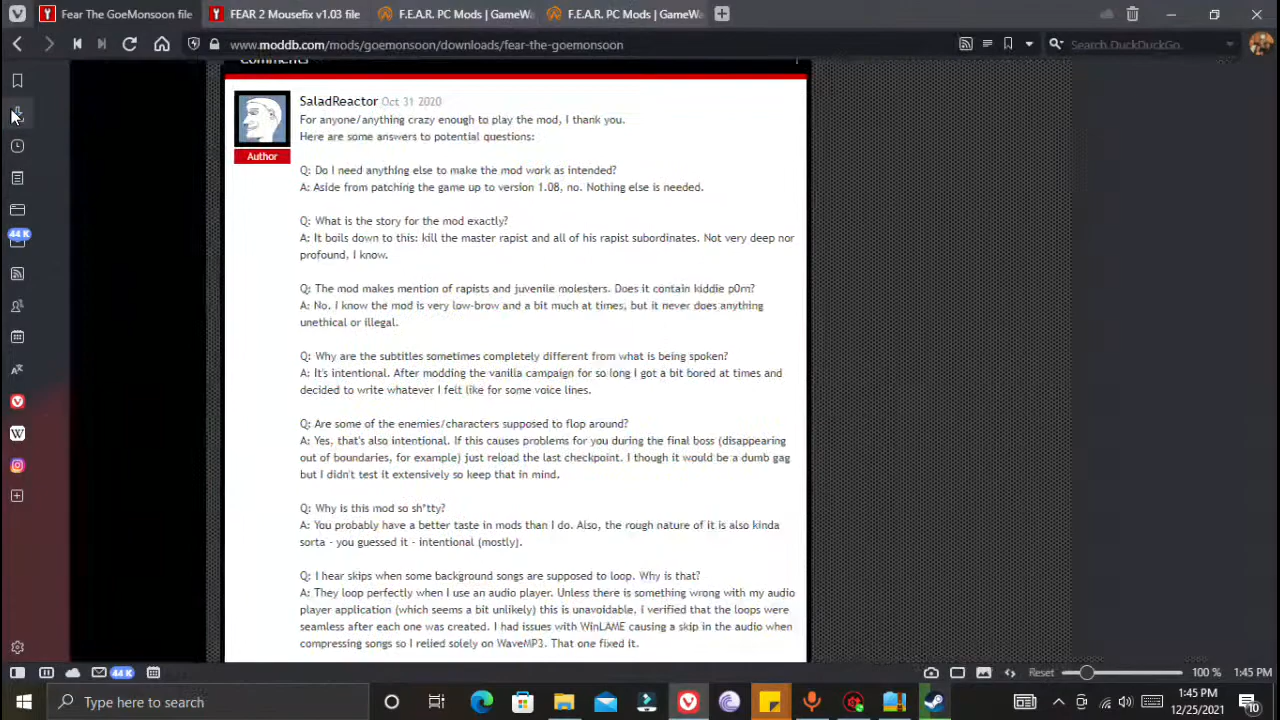 Fear The GoeMonsoon file
FEAR 2 Mousefix v1.03 file
F.E.A.R. PC Mods | GameWa
F.E.A.R. PC Mods | GameWa
www.moddb.com/mods/goemonsoon/downloads/fear-the-goemonsoon
Search DuckDuckGo
Comments
SaladReactor Oct 31 2020
For anyone/anything crazy enough to play the mod, I thank you.
Here are some answers to potential questions:
Author
Q: Do I need anything else to make the mod work as intended?
A: Aside from patching the game up to version 1.08, no. Nothing else is needed.
Q: What is the story for the mod exactly?
A: It boils down to this: kill the master rapist and all of his rapist subordinates. Not very deep nor
profound, I know.
Q: The mod makes mention of rapists and juvenile molesters. Does it contain kiddie p0rn?
A: No. I know the mod is very low-brow and a bit much at times, but it never does anything
unethical or illegal.
Q: Why are the subtitles sometimes completely different from what is being spoken?
A: It's intentional. After modding the vanilla campaign for so long I got a bit bored at times and
decided to write whatever I felt like for some voice lines.
Q: Are some of the enemies/characters supposed to flop around?
A: Yes, that's also intentional. If this causes problems for you during the final boss (disappearing
out of boundaries, for example) just reload the last checkpoint. I though it would be a dumb gag
but I didn't test it extensively so keep that in mind.
Q: Why is this mod so sh*tty?
A: You probably have a better taste in mods than I do. Also, the rough nature of it is also kinda
sorta - you guessed it - intentional (mostly).
Q: I hear skips when some background songs are supposed to loop. Why is that?
A: They loop perfectly when I use an audio player. Unless there is something wrong with my audio
player application (which seems a bit unlikely) this is unavoidable. i verified that the loops were
seamless after each one was created. I had issues with WinLAME causing a skip in the audio when
compressing songs so I relied solely on WaveMP3. That one fixed it.
44 K
44 K
Reset
100 %
1:45 PM
Type here to search
1:45 PM
12/25/2021
10